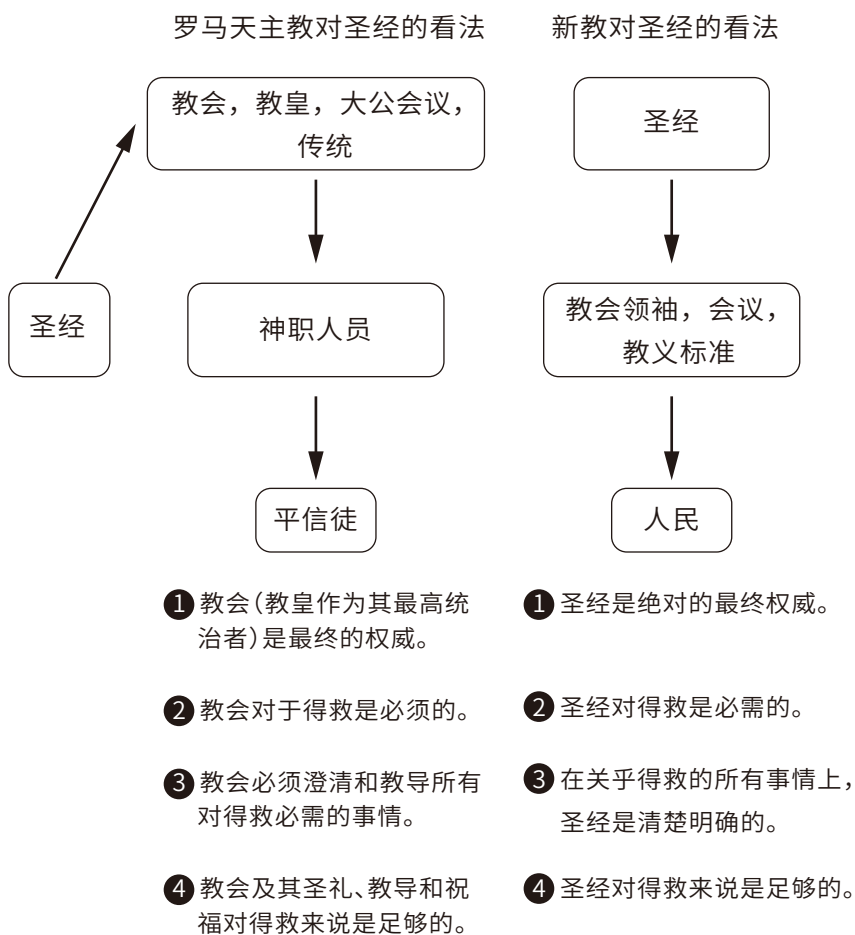 罗马天主教对圣经的看法
教会，教皇，大公会议，
传统
圣经
神职人员
平信徒
❶ 教会（教皇作为其最高统
治者）是最终的权威。
❷ 教会对于得救是必须的。
❸ 教会必须澄清和教导所有
对得救必需的事情。
❹ 教会及其圣礼、教导和祝
福对得救来说是足够的。
新教对圣经的看法
圣经
教会领袖，会议，
教义标准
人民
❶ 圣经是绝对的最终权威。
❷ 圣经对得救是必需的。
❸ 在关乎得救的所有事情上，
圣经是清楚明确的。
❹ 圣经对得救来说是足够的。